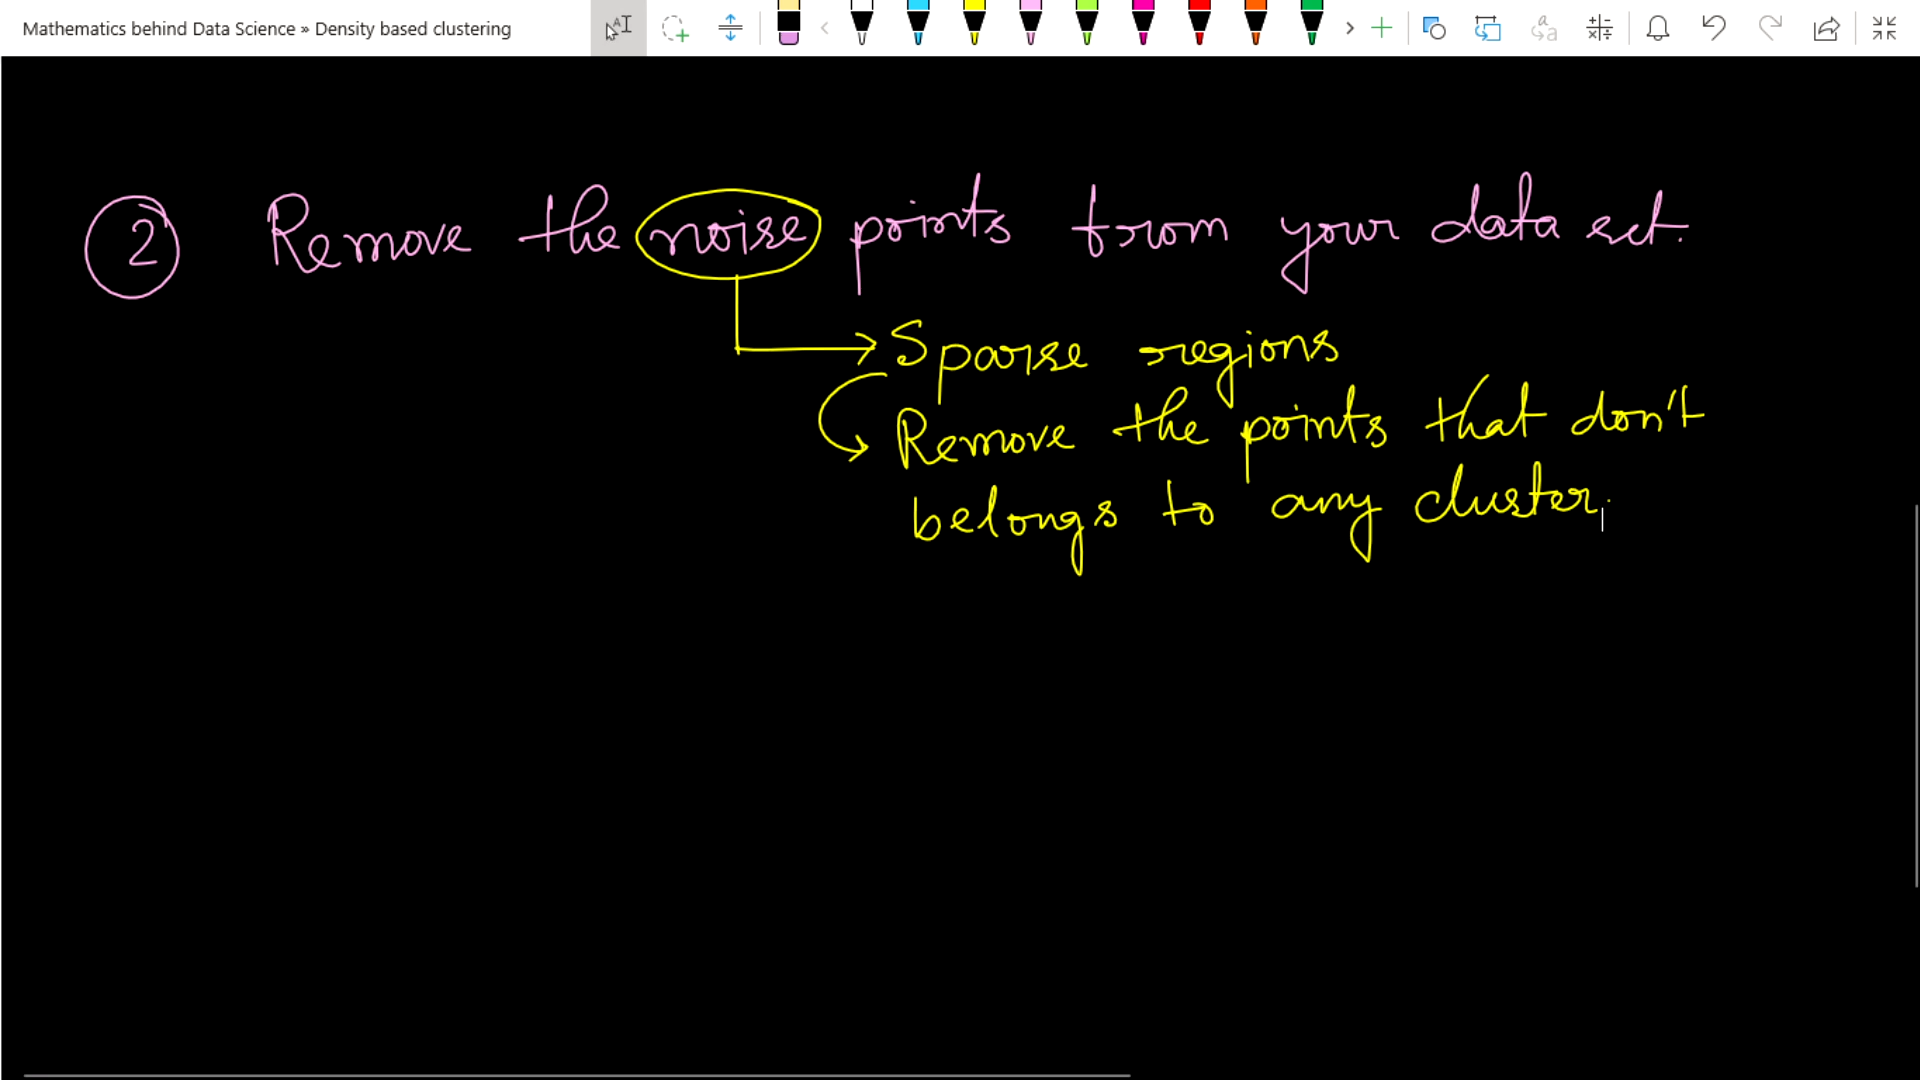 Mathematics behind Data Science » Density based clustering
2 Remove the noise points from your data set.
Sparse regions
Remove the points that don't
belongs to any cluster